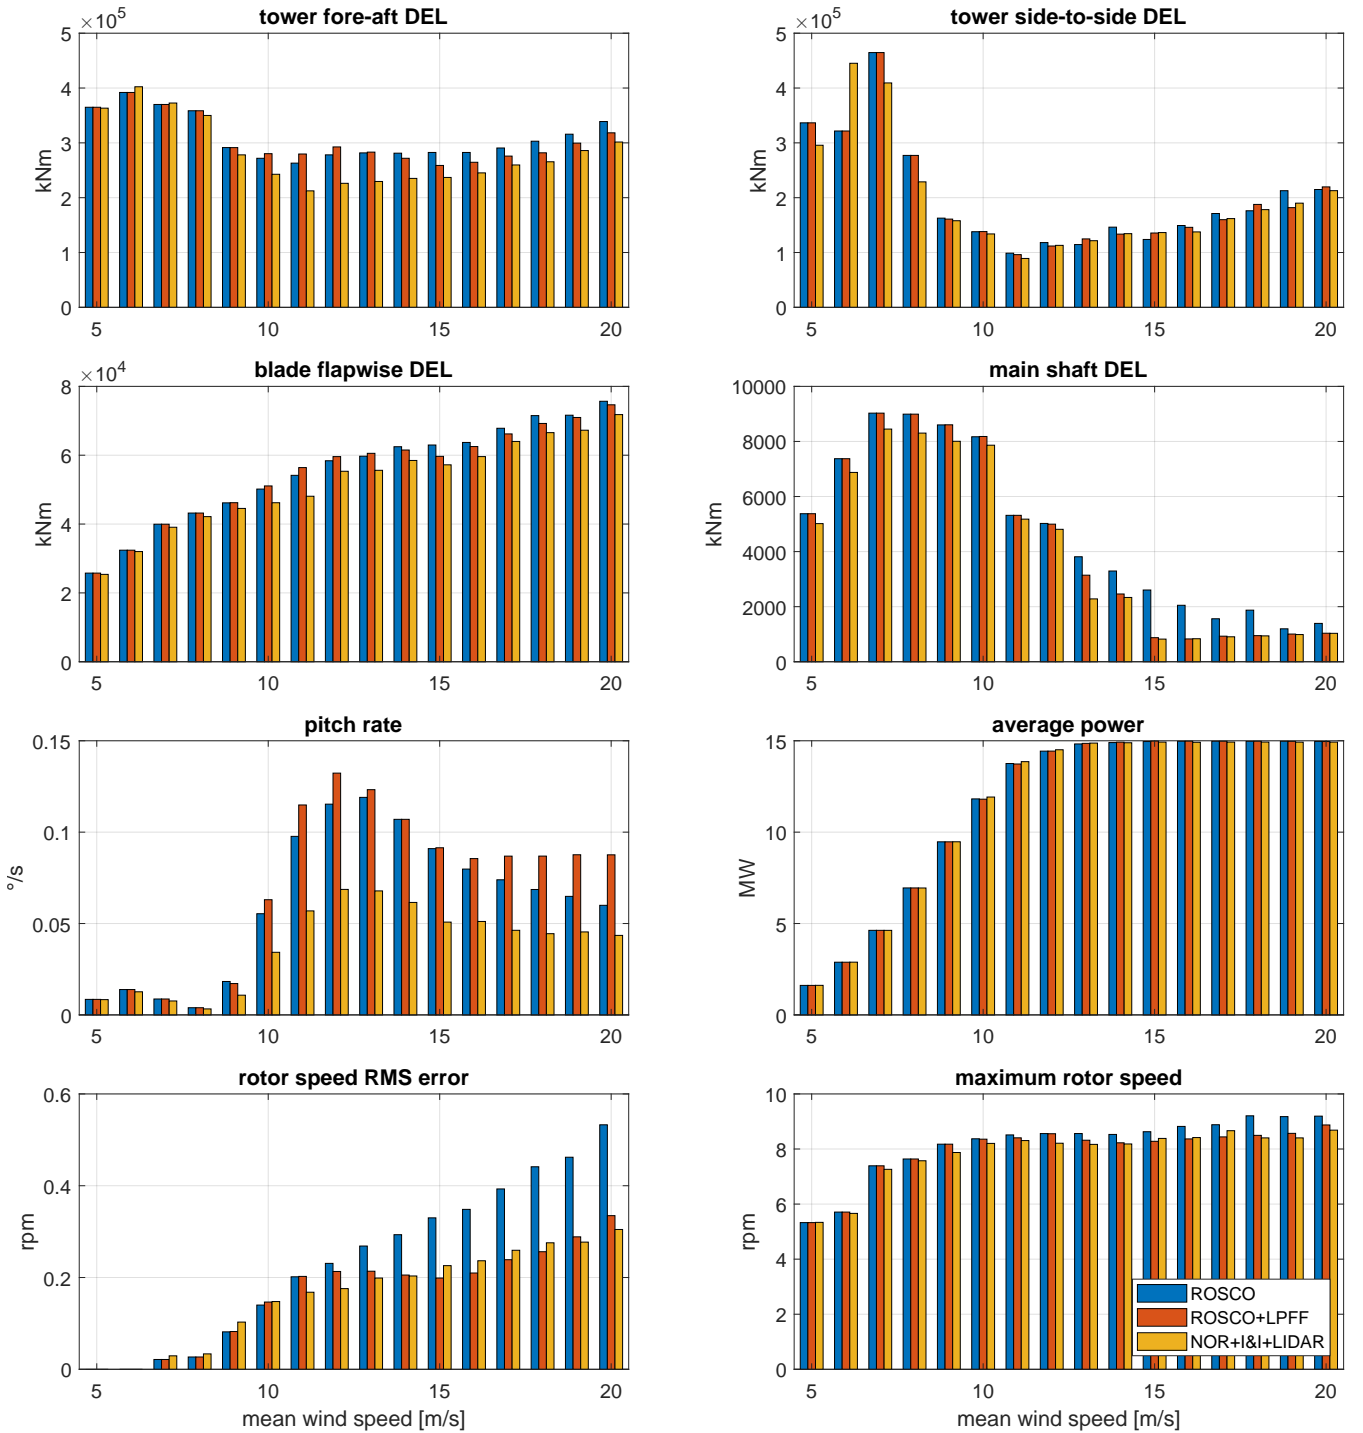 tower fore-aft DEL
×10^5
kNm
5
4
3
2
1
0
5 10 15 20
tower side-to-side DEL
×10^5
kNm
5
4
3
2
1
0
5 10 15 20
blade flapwise DEL
×10^4
kNm
8
6
4
2
0
5 10 15 20
main shaft DEL
kNm
10000
8000
6000
4000
2000
0
5 10 15 20
pitch rate
°/s
0.15
0.1
0.05
0
5 10 15 20
average power
MW
15
10
5
0
5 10 15 20
rotor speed RMS error
rpm
0.6
0.4
0.2
0
5 10 15 20
mean wind speed [m/s]
maximum rotor speed
rpm
10
8
6
4
2
0
ROSCO
ROSCO+LPFF
NOR+I&I+LIDAR
5 10 15 20
mean wind speed [m/s]